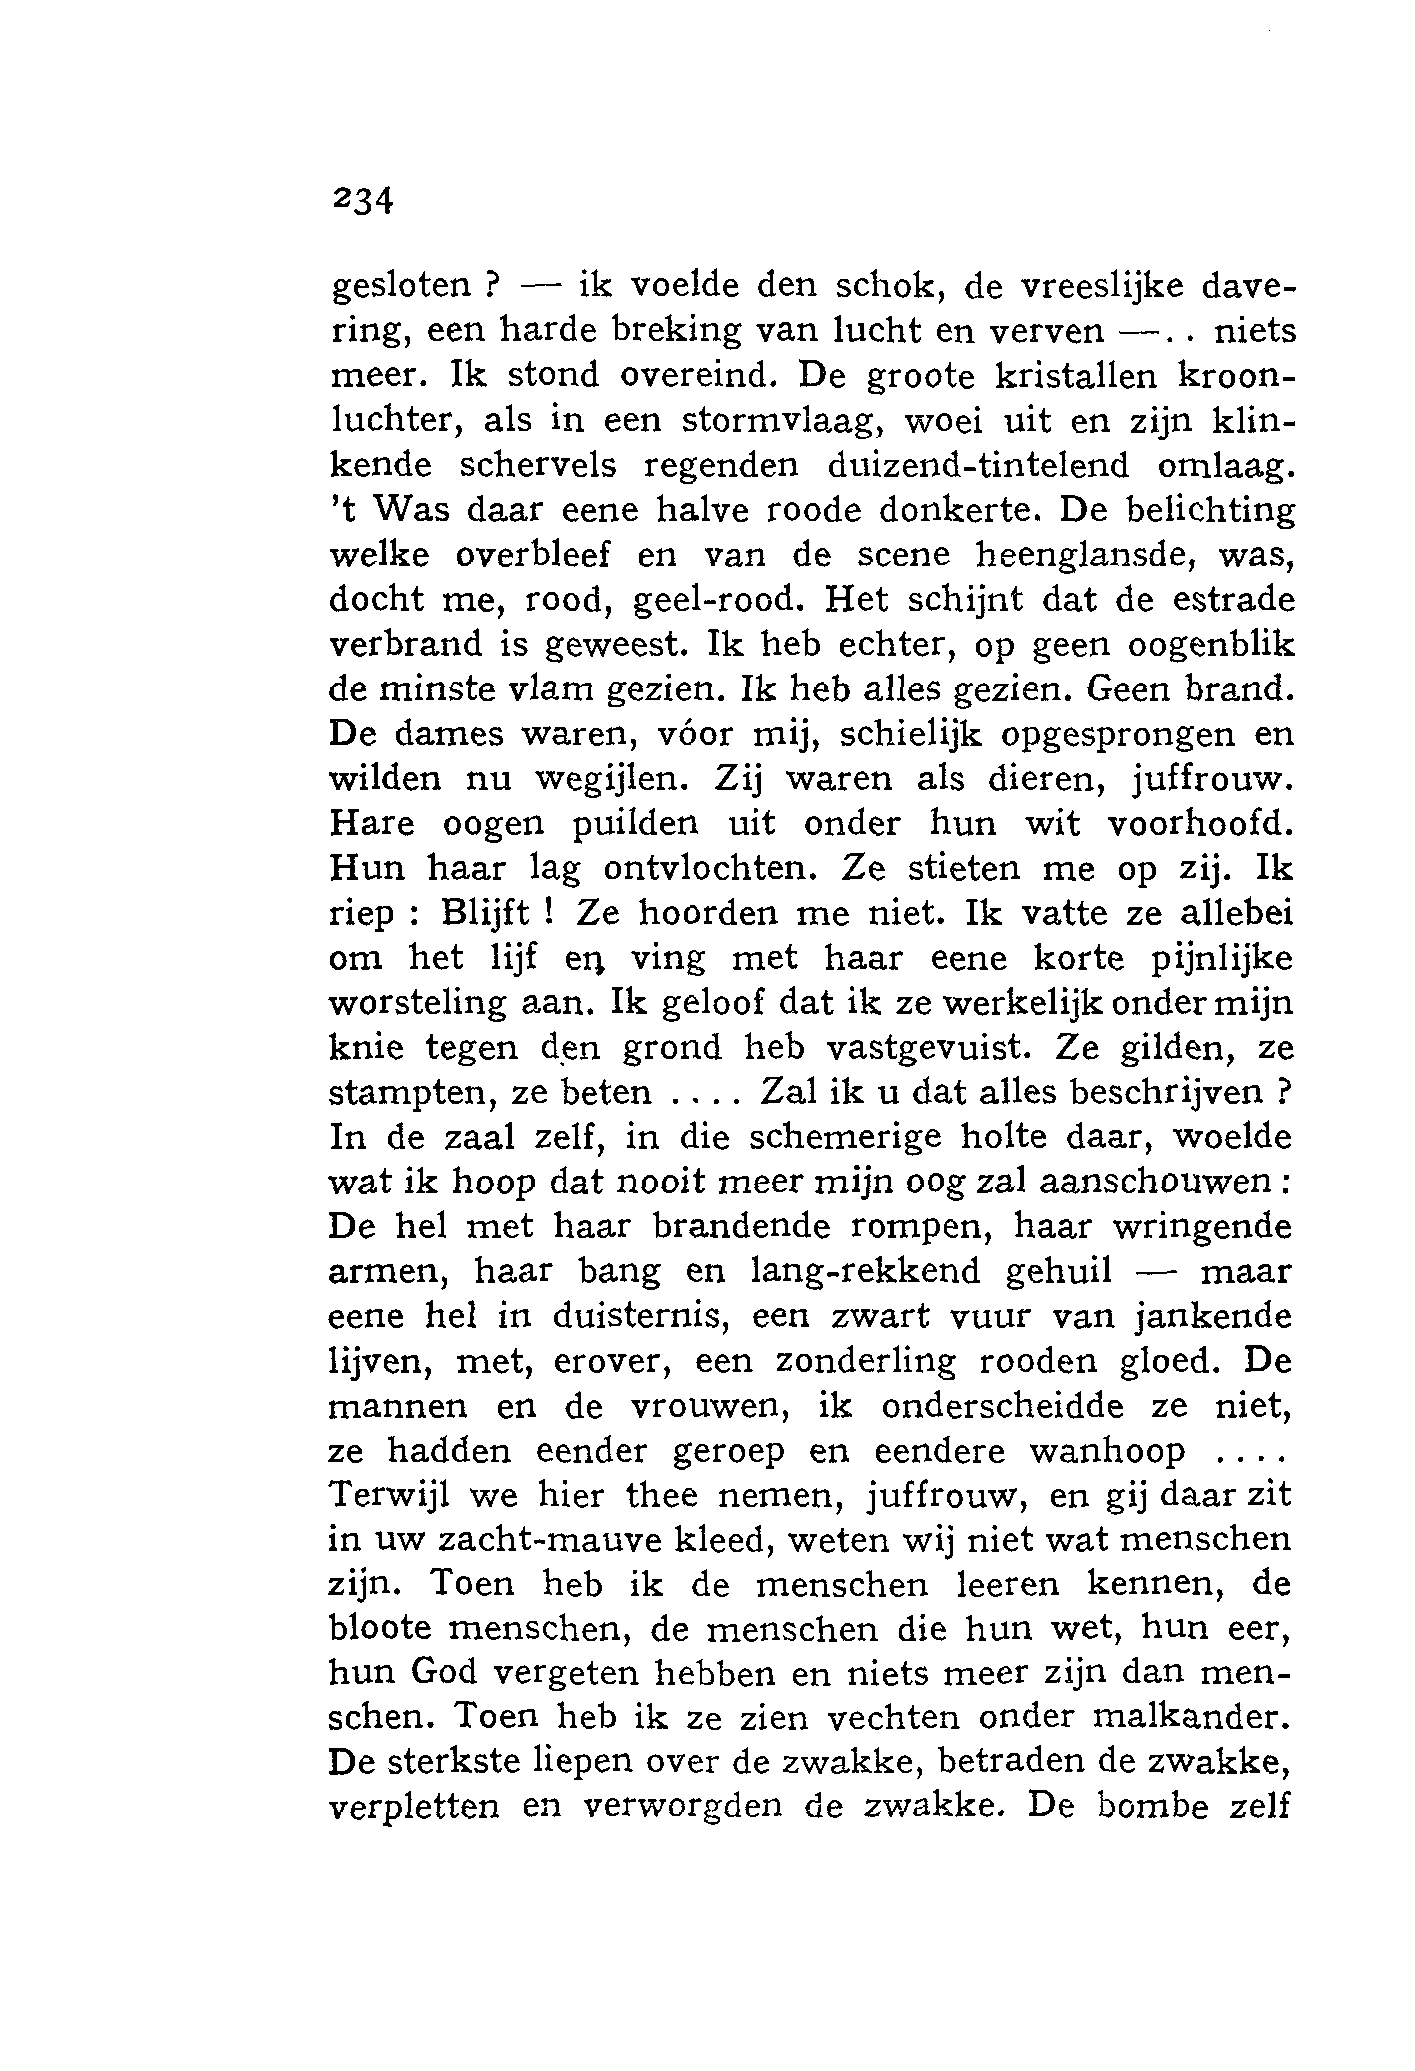 234
gesloten ? — ik voelde den schok, de vreeslijke dave-
ring, een harde breking van lucht en verven —. . niets
meer. Ik stond overeind. De groote kristallen kroon-
luchter, als in een stormvlaag, woei uit en zijn klin-
kende schervels regenden duizend-tintelend omlaag.
't Was daar eene halve roode donkerte. De belichting
welke overbleef en van de scene heenglansde, was,
docht me, rood, geel-rood. Het schijnt dat de estrade
verbrand is geweest. Ik heb echter, op geen oogenblik
de minste vlam gezien. Ik heb alles gezien. Geen brand.
De dames waren, vóor mij, schielijk opgesprongen en
wilden nu wegijlen. Zij waren als dieren, juffrouw.
Hare oogen puilden uit onder hun wit voorhoofd.
Hun haar lag ontvlochten. Ze stieten me op zij. Ik
riep : Blijft ! Ze hoorden me niet. Ik vatte ze allebei
om het lijf en ving met haar eene korte pijnlijke
worsteling aan. Ik geloof dat ik ze werkelijk onder mijn
knie tegen den grond heb vastgevuist. Ze gilden, ze
stampten, ze beten . . . . Zal ik u dat alles beschrijven ?
In de zaal zelf, in die schemerige holte daar, woelde
wat ik hoop dat nooit meer mijn oog zal aanschouwen :
De hel met haar brandende rompen, haar wringende
armen, haar bang en lang-rekkend gehuil — maar
eene hel in duisternis, een zwart vuur van jankende
lijven, met, erover, een zonderling rooden gloed. De
mannen en de vrouwen, ik onderscheidde ze niet,
ze hadden eender geroep en eendere wanhoop . . . .
Terwijl we hier thee nemen, juffrouw, en gij daar zit
in uw zacht-mauve kleed, weten wij niet wat menschen
zijn. Toen heb ik de menschen leeren kennen, de
bloote menschen, de menschen die hun wet, hun eer,
hun God vergeten hebben en niets meer zijn dan men-
schen. Toen heb ik ze zien vechten onder malkander.
De sterkste liepen over de zwakke, betraden de zwakke,
verpletten en verworgden de zwakke. De bombe zelf